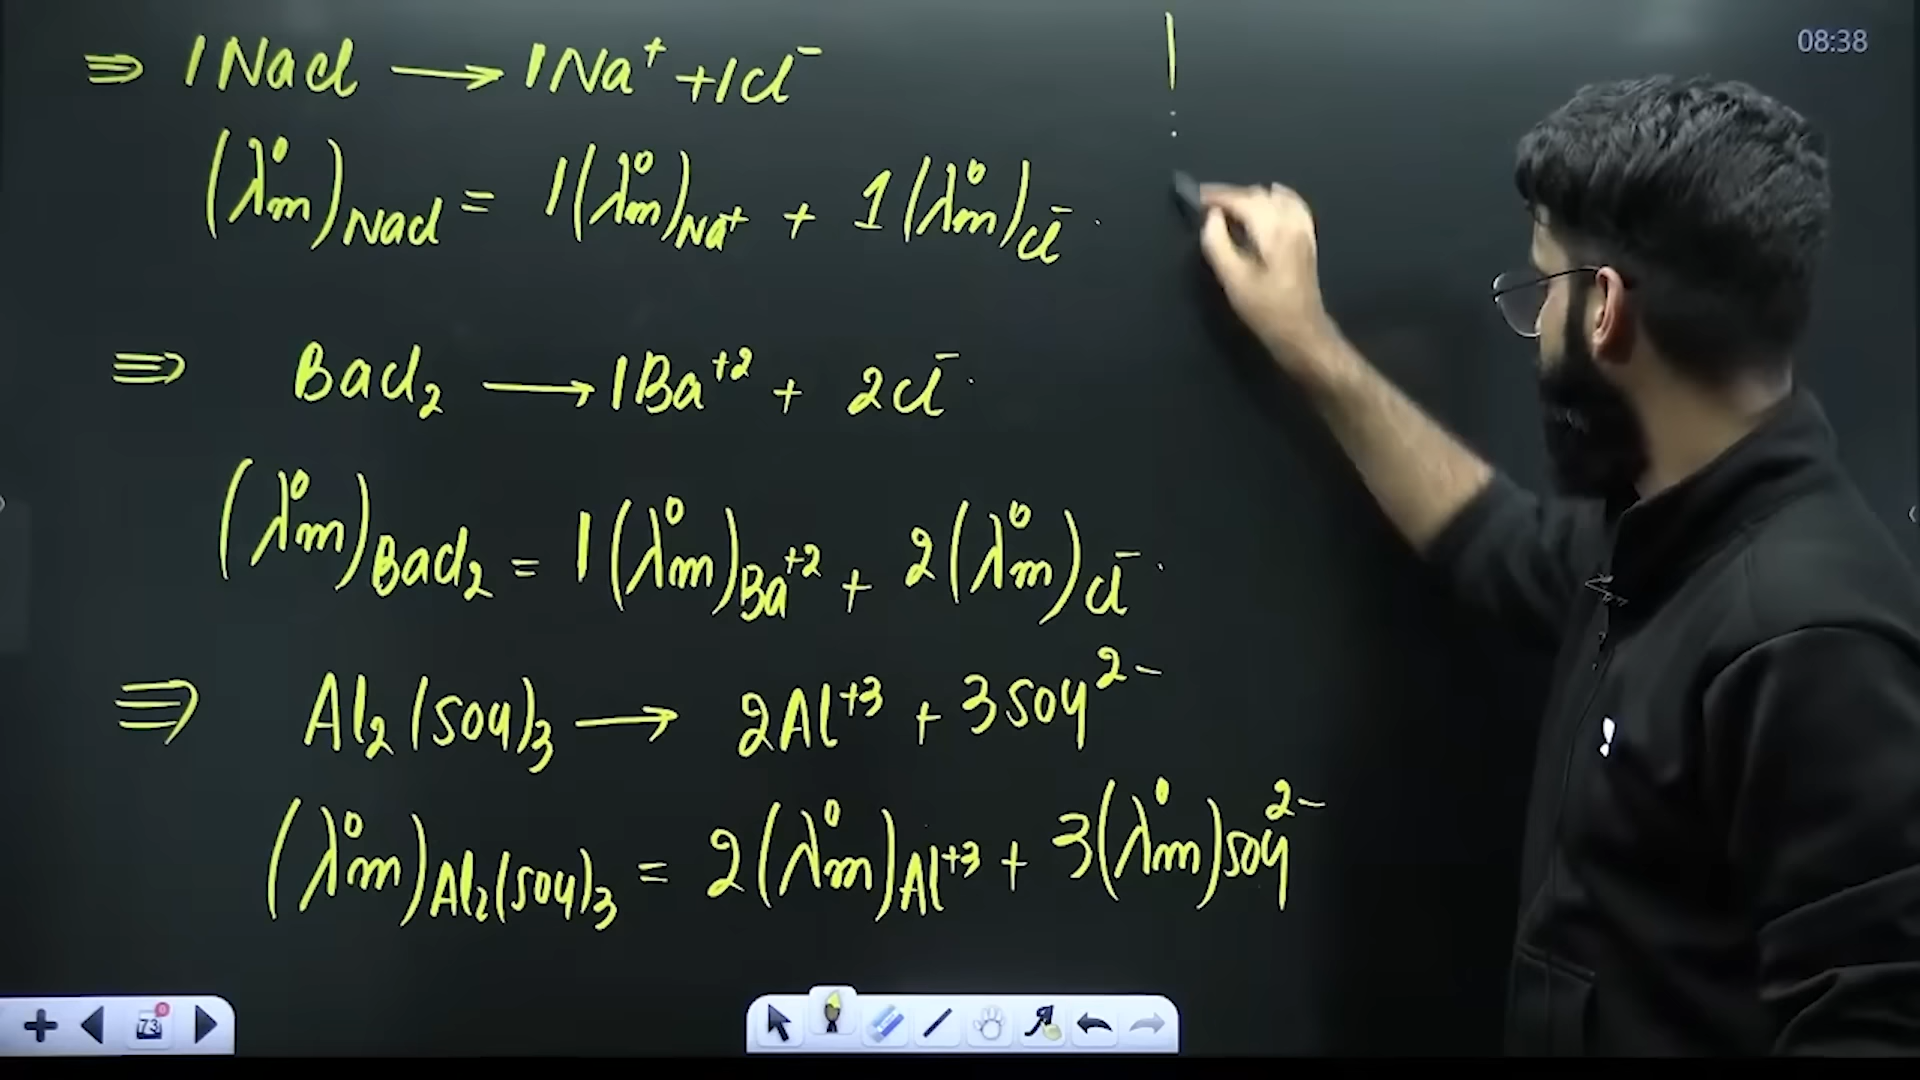 08:38
⇒ 1NaCl → 1Na⁺ + 1Cl⁻
(λ°m)NaCl = 1(λ°m)Na⁺ + 1(λ°m)Cl⁻
⇒ BaCl₂ → 1Ba⁺² + 2Cl⁻
(λ°m)BaCl₂ = 1(λ°m)Ba⁺² + 2(λ°m)Cl⁻
⇒ Al₂(SO₄)₃ → 2Al⁺³ + 3SO₄²⁻
(λ°m)Al₂(SO₄)₃ = 2(λ°m)Al⁺³ + 3(λ°m)SO₄²⁻
73